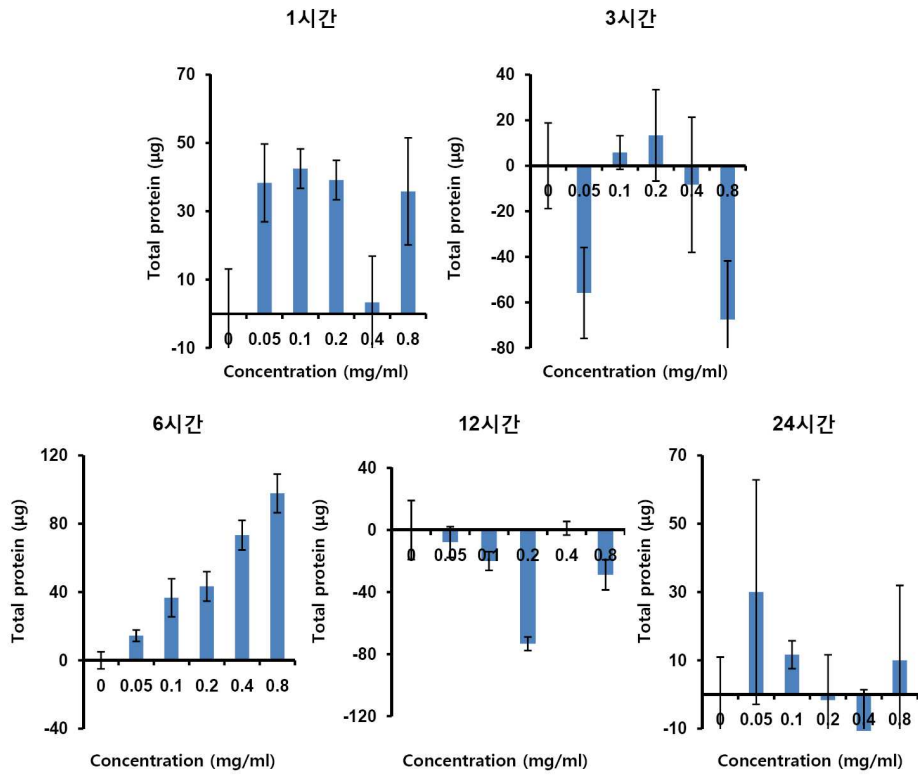 1시간
70
50
30
10
-10
Total protein (μg)
0 0.05 0.1 0.2 0.4 0.8
Concentration (mg/ml)
3시간
40
20
0
-20
-40
-60
-80
Total protein (μg)
0 0.05 0.1 0.2 0.4 0.8
Concentration (mg/ml)
6시간
120
80
40
0
-40
Total protein (μg)
0 0.05 0.1 0.2 0.4 0.8
Concentration (mg/ml)
12시간
40
0
-40
-80
-120
Total protein (μg)
0 0.05 0.1 0.2 0.4 0.8
Concentration (mg/ml)
24시간
70
50
30
10
-10
Total protein (μg)
0 0.05 0.1 0.2 0.4 0.8
Concentration (mg/ml)